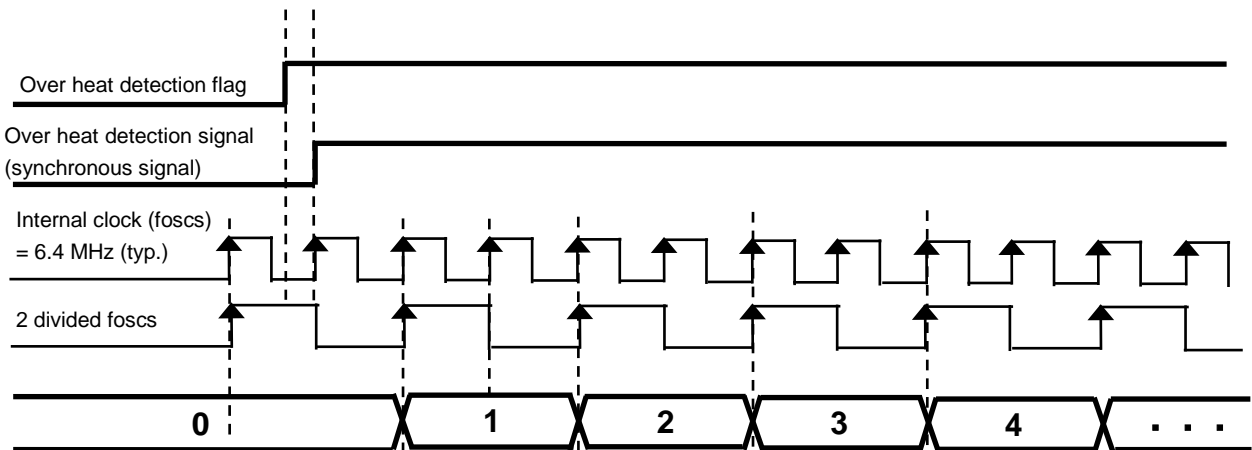 Over heat detection flag
Over heat detection signal
(synchronous signal)
Internal clock (foscs)
= 6.4 MHz (typ.)
2 divided foscs
0 1 2 3 4 . . .